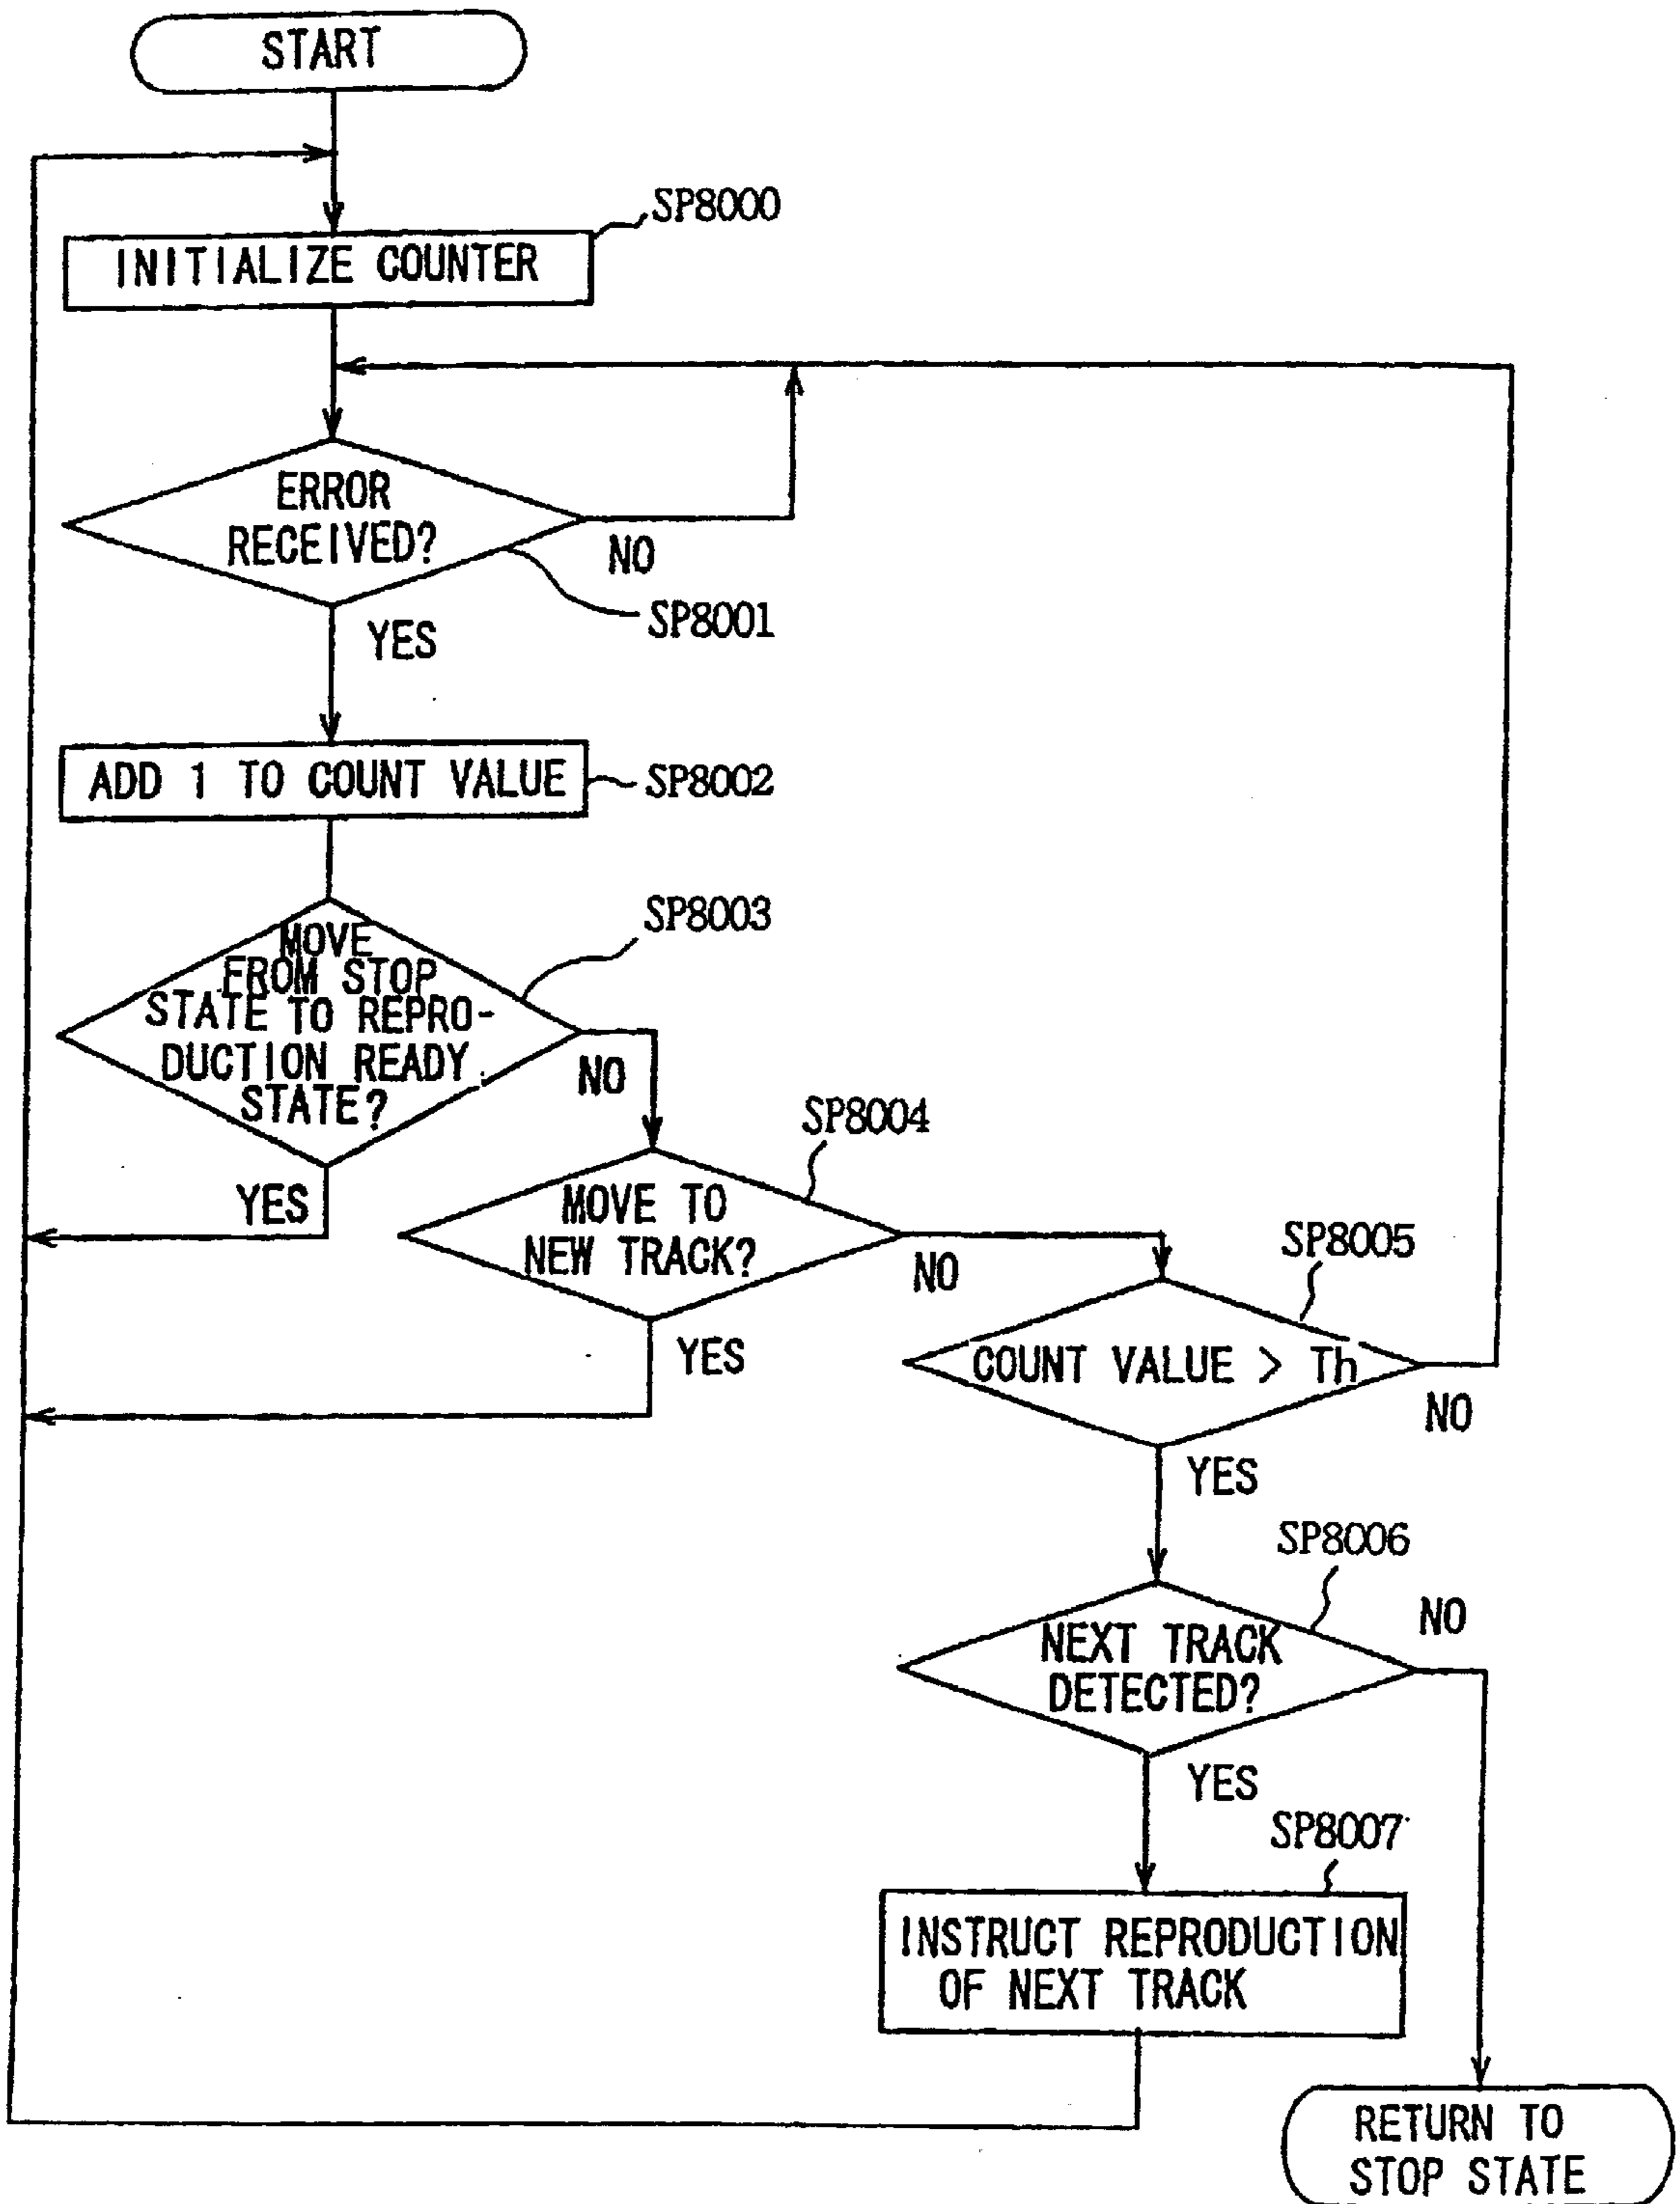 START
SP8000
INITIALIZE COUNTER
ERROR
RECEIVED?
NO
SP8001
YES
ADD 1 TO COUNT VALUE
SP8002
SP8003
MOVE
FROM STOP
STATE TO REPRO-
DUCTION READY
STATE?
NO
YES
SP8004
MOVE TO
NEW TRACK?
NO
YES
SP8005
COUNT VALUE > Th
NO
YES
SP8006
NEXT TRACK
DETECTED?
NO
YES
SP8007
INSTRUCT REPRODUCTION
OF NEXT TRACK
RETURN TO
STOP STATE